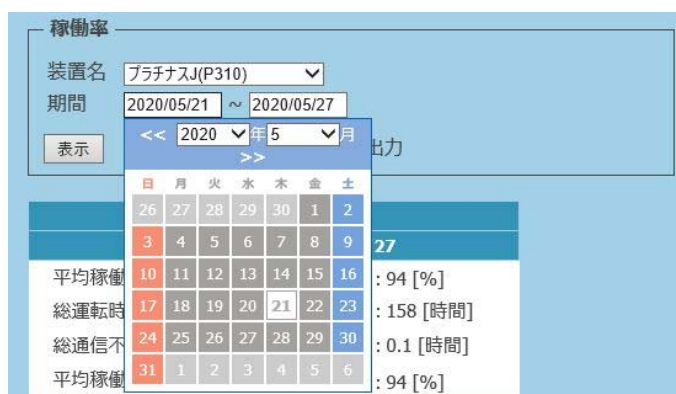 稼働率
装置名 プラチナスJ(P310)
期間 2020/05/21 ~ 2020/05/27
<< 2020 年 5 月
>>
表示 出力
日 月 火 水 木 金 土
26 27 28 29 30 1 2
3 4 5 6 7 8 9
27
10 11 12 13 14 15 16
平均稼働 : 94 [%]
17 18 19 20 21 22 23
総運転時 : 158 [時間]
24 25 26 27 28 29 30
総通信不 : 0.1 [時間]
31 1 2 3 4 5 6
平均稼働 : 94 [%]